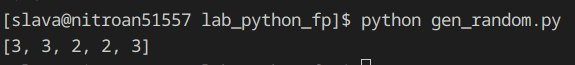 [slava@nitroan51557 lab_python_fp]$ python gen_random.py
[3, 3, 2, 2, 3]